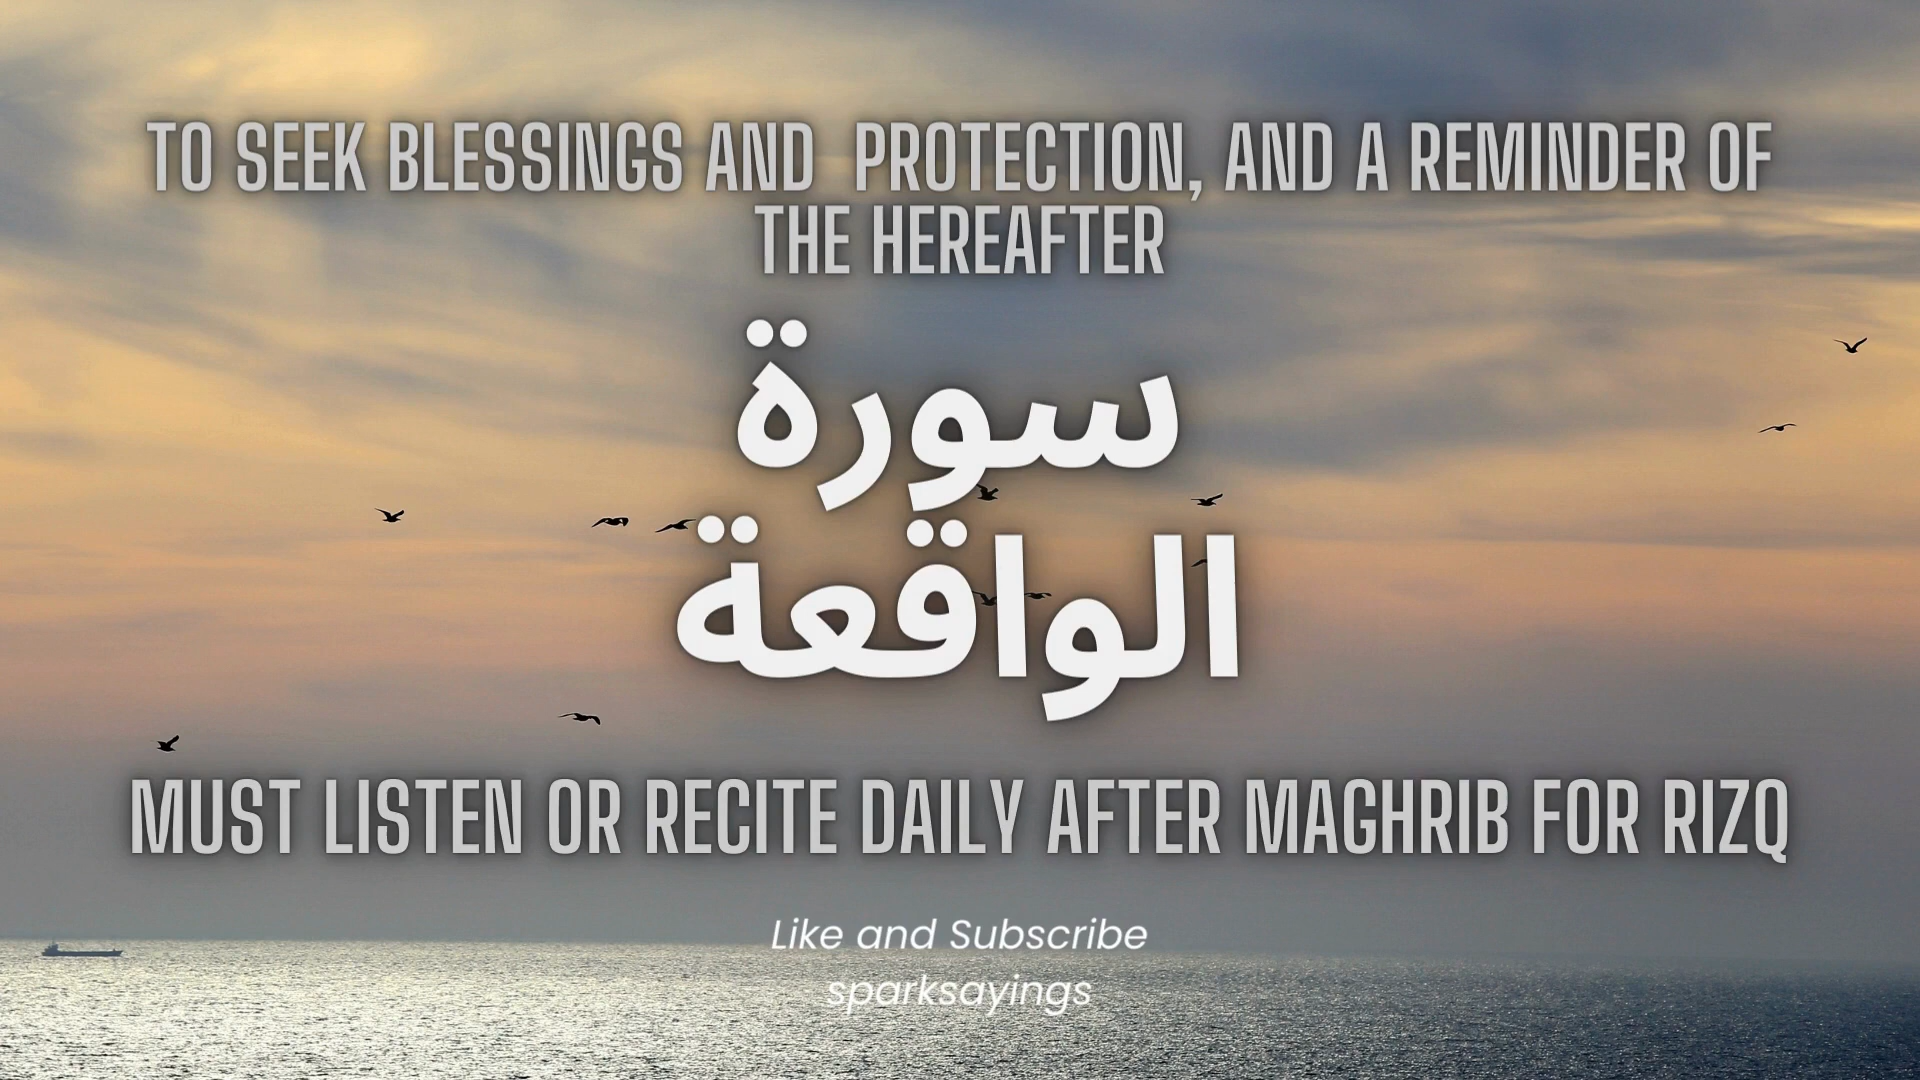 TO SEEK BLESSINGS AND  PROTECTION, AND A REMINDER OF
THE HEREAFTER
سورة
الواقعة
MUST LISTEN OR RECITE DAILY AFTER MAGHRIB FOR RIZQ
Like and Subscribe
sparksayings